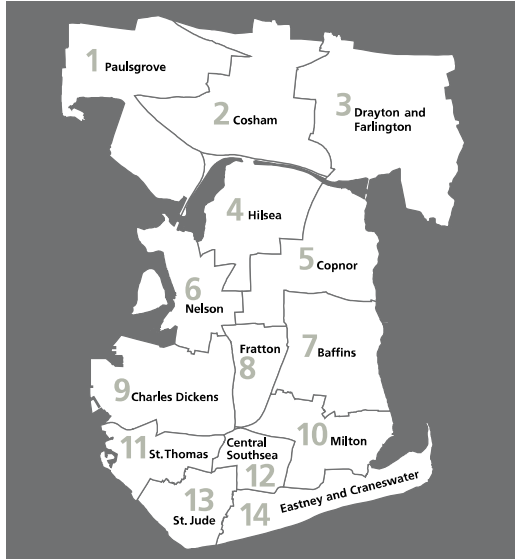 1 Paulsgrove
2 Cosham
3 Drayton and
Farlington
4 Hilsea
5 Copnor
6
Nelson
7 Baffins
Fratton
8
9 Charles Dickens
10 Milton
11 St. Thomas
Central
Southsea
12
13
St. Jude
14 Eastney and Craneswater